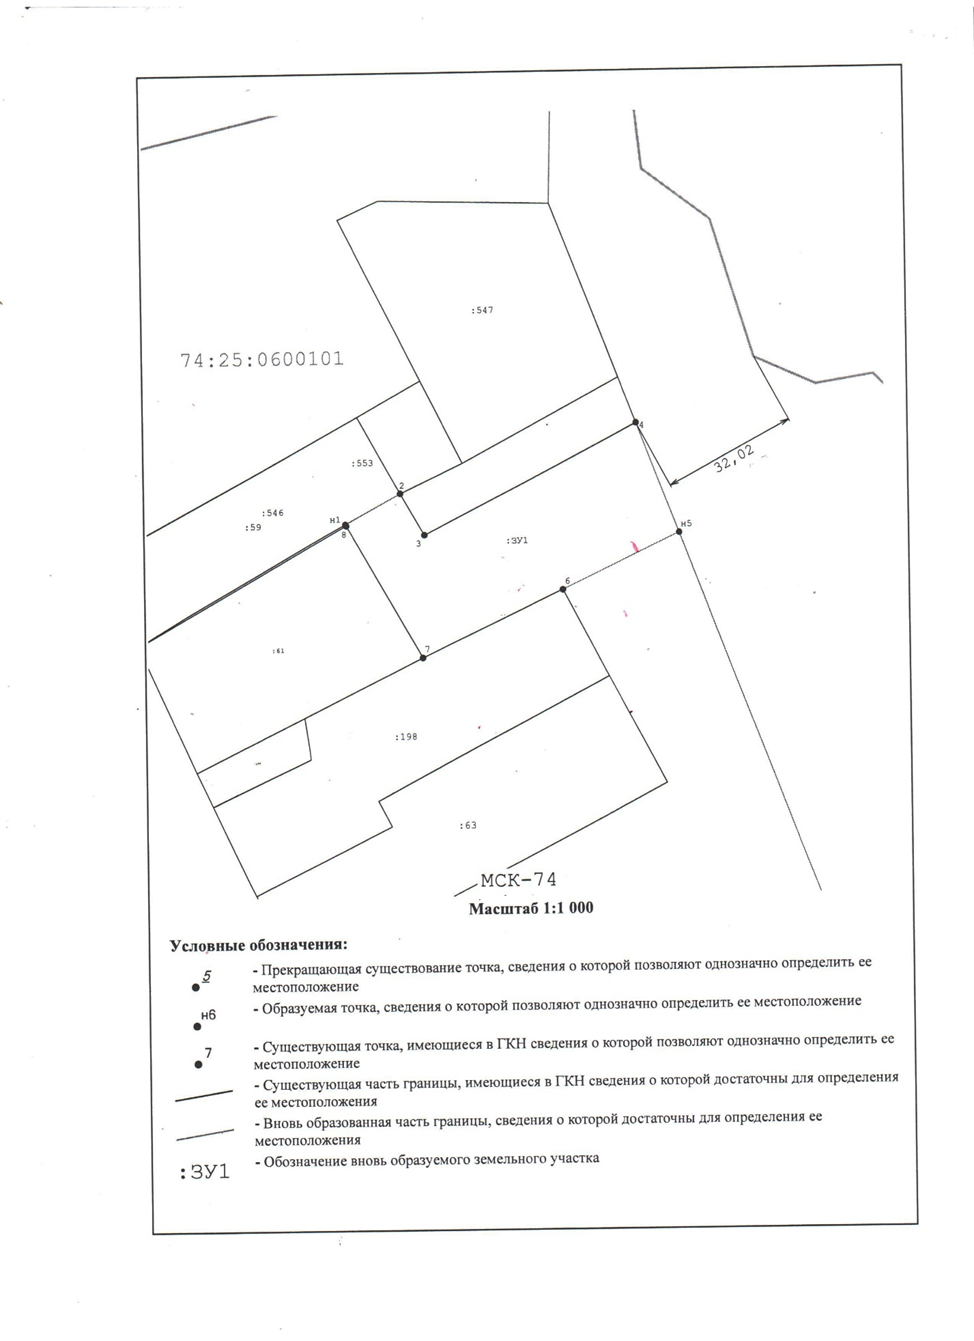 :547
74:25:0600101
4
32,02
:553
2
:546
:59
н1
8
н5
3
:ЗУ1
6
:61
7
:198
:63
МСК-74
Масштаб 1:1 000
Условные обозначения:
5 - Прекращающая существование точка, сведения о которой позволяют однозначно определить ее
местоположение
н6 - Образуемая точка, сведения о которой позволяют однозначно определить ее местоположение
7 - Существующая точка, имеющиеся в ГКН сведения о которой позволяют однозначно определить ее
местоположение
- Существующая часть границы, имеющиеся в ГКН сведения о которой достаточны для определения
ее местоположения
- Вновь образованная часть границы, сведения о которой достаточны для определения ее
местоположения
:ЗУ1 - Обозначение вновь образуемого земельного участка